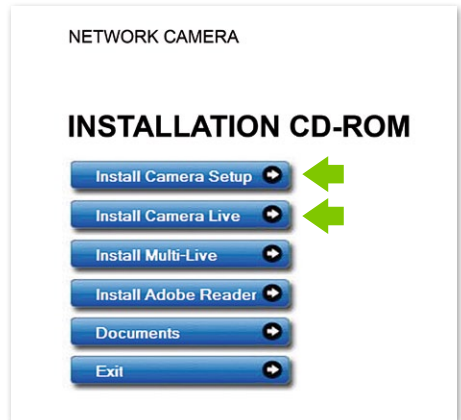 NETWORK CAMERA
INSTALLATION CD-ROM
Install Camera Setup
Install Camera Live
Install Multi-Live
Install Adobe Reader
Documents
Exit